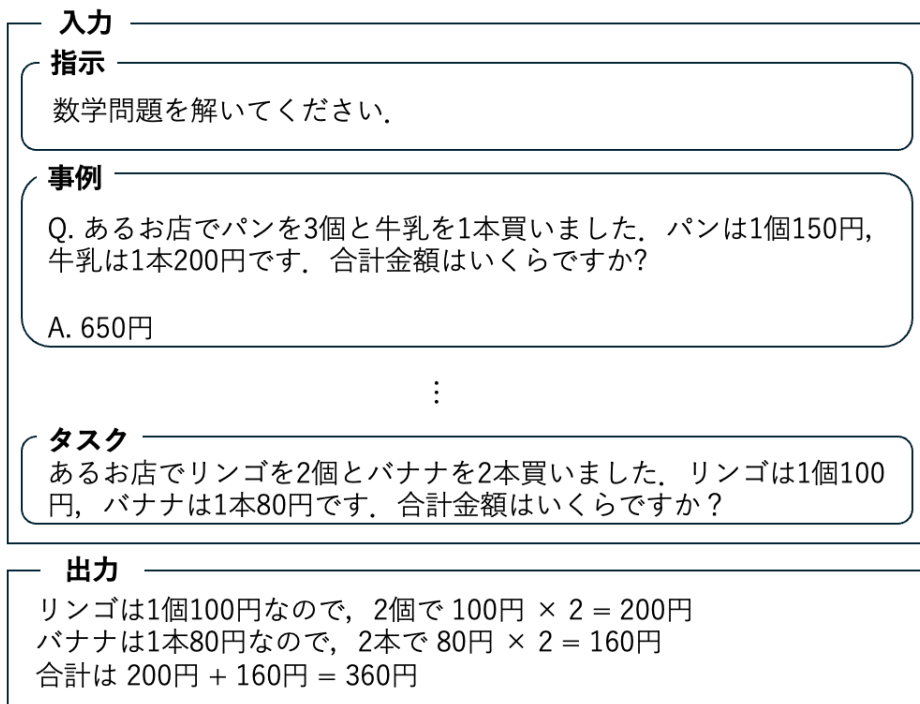 入力
指示
数学問題を解いてください．
事例
Q. あるお店でパンを3個と牛乳を1本買いました．パンは1個150円，
牛乳は1本200円です．合計金額はいくらですか?
A. 650円
⋮
タスク
あるお店でリンゴを2個とバナナを2本買いました．リンゴは1個100
円，バナナは1本80円です．合計金額はいくらですか？
出力
リンゴは1個100円なので，2個で 100円 × 2 = 200円
バナナは1本80円なので，2本で 80円 × 2 = 160円
合計は 200円 + 160円 = 360円